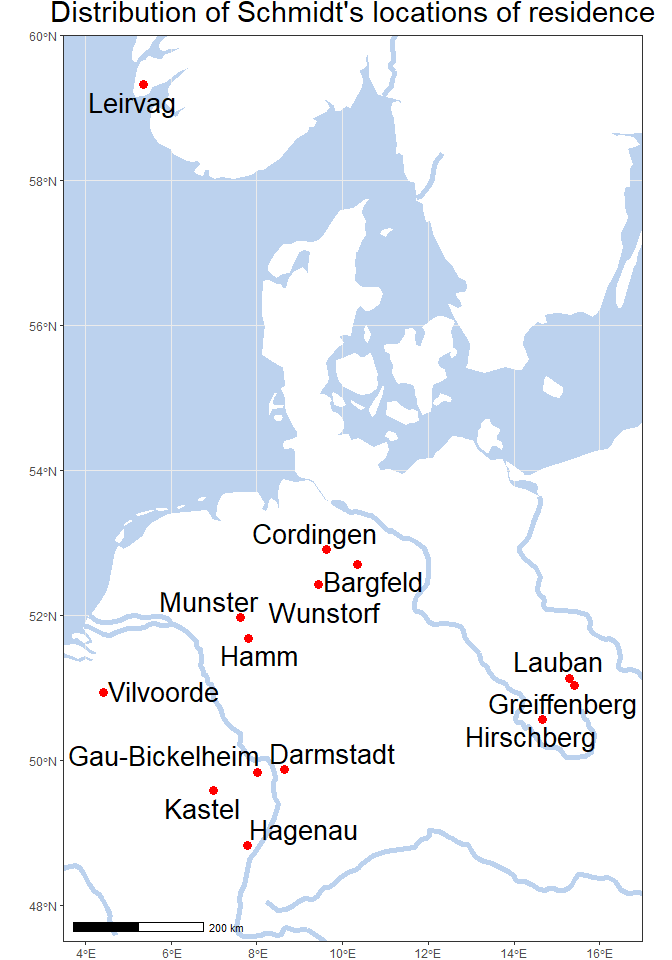 Distribution of Schmidt's locations of residence
60°N
Leirvag
58°N
56°N
54°N
Cordingen
Bargfeld
Munster
Wunstorf
52°N
Hamm
Lauban
Vilvoorde
Greiffenberg
Hirschberg
Gau-Bickelheim
Darmstadt
50°N
Kastel
Hagenau
48°N
200 km
4°E
6°E
8°E
10°E
12°E
14°E
16°E